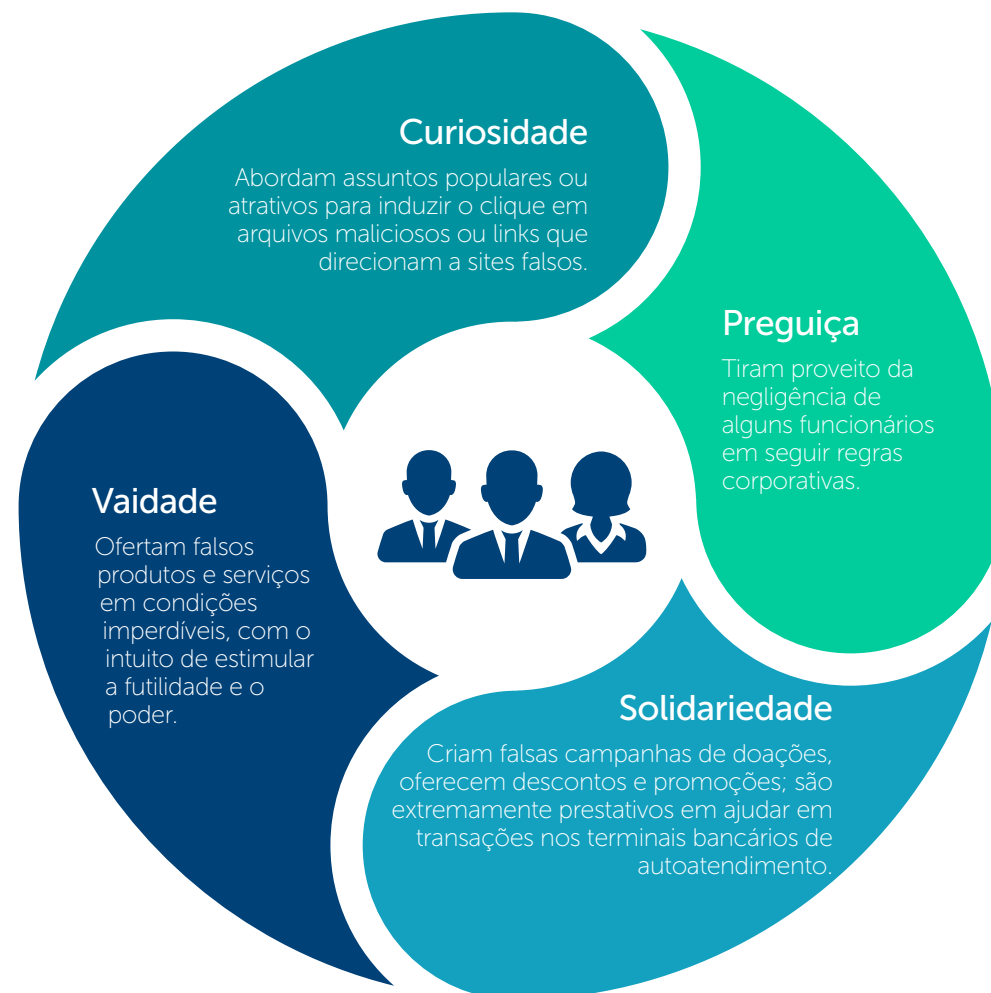 Curiosidade
Abordam assuntos populares ou
atrativos para induzir o clique em
arquivos maliciosos ou links que
direcionam a sites falsos.
Preguiça
Tiram proveito da
negligência de
alguns funcionários
em seguir regras
corporativas.
Vaidade
Ofertam falsos
produtos e serviços
em condições
imperdíveis, com o
intuito de estimular
a futilidade e o
poder.
Solidariedade
Criam falsas campanhas de doações,
oferecem descontos e promoções; são
extremamente prestativos em ajudar em
transações nos terminais bancários de
autoatendimento.